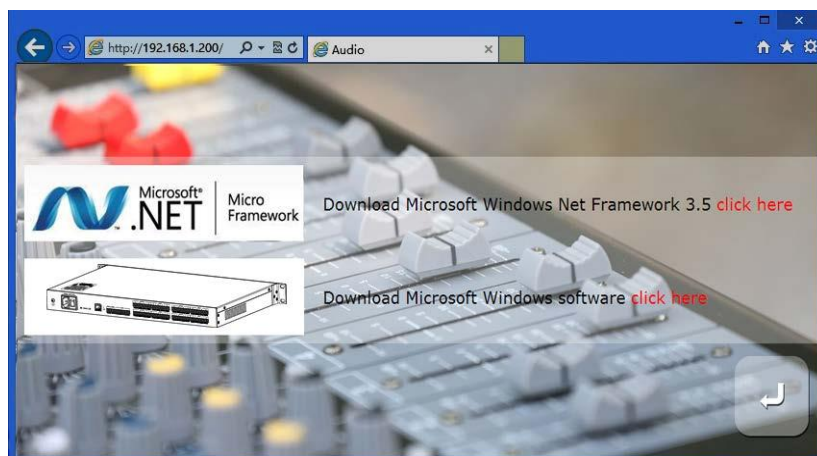 http://192.168.1.200/
Audio
Microsoft®
.NET
Micro
Framework
Download Microsoft Windows Net Framework 3.5 click here
Download Microsoft Windows software click here